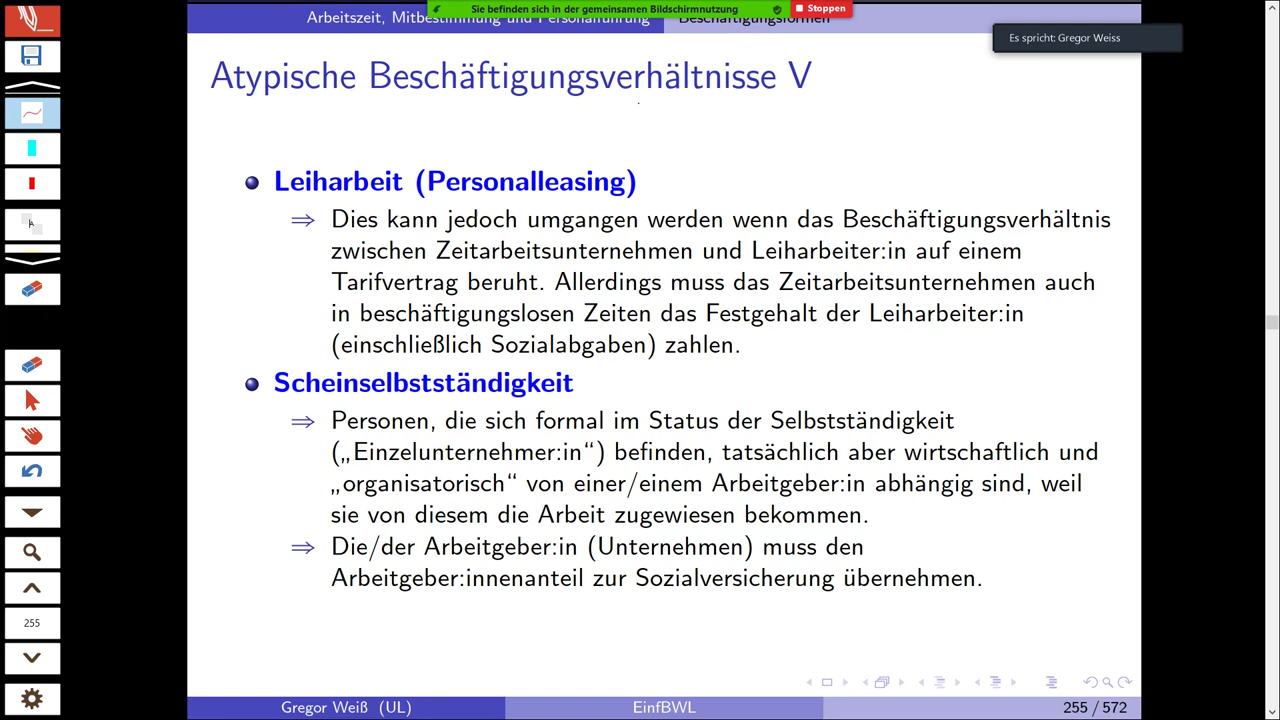 Arbeitszeit, Mitbestimmung und Personalführung
Beschäftigungsformen
Sie befinden sich in der gemeinsamen Bildschirmnutzung
Stoppen
Es spricht: Gregor Weiss
Atypische Beschäftigungsverhältnisse V
Leiharbeit (Personalleasing)
⇒ Dies kann jedoch umgangen werden wenn das Beschäftigungsverhältnis
zwischen Zeitarbeitsunternehmen und Leiharbeiter:in auf einem
Tarifvertrag beruht. Allerdings muss das Zeitarbeitsunternehmen auch
in beschäftigungslosen Zeiten das Festgehalt der Leiharbeiter:in
(einschließlich Sozialabgaben) zahlen.
Scheinselbstständigkeit
⇒ Personen, die sich formal im Status der Selbstständigkeit
(„Einzelunternehmer:in“) befinden, tatsächlich aber wirtschaftlich und
„organisatorisch“ von einer/einem Arbeitgeber:in abhängig sind, weil
sie von diesem die Arbeit zugewiesen bekommen.
⇒ Die/der Arbeitgeber:in (Unternehmen) muss den
Arbeitgeber:innenanteil zur Sozialversicherung übernehmen.
255
Gregor Weiß (UL)
EinfBWL
255 / 572